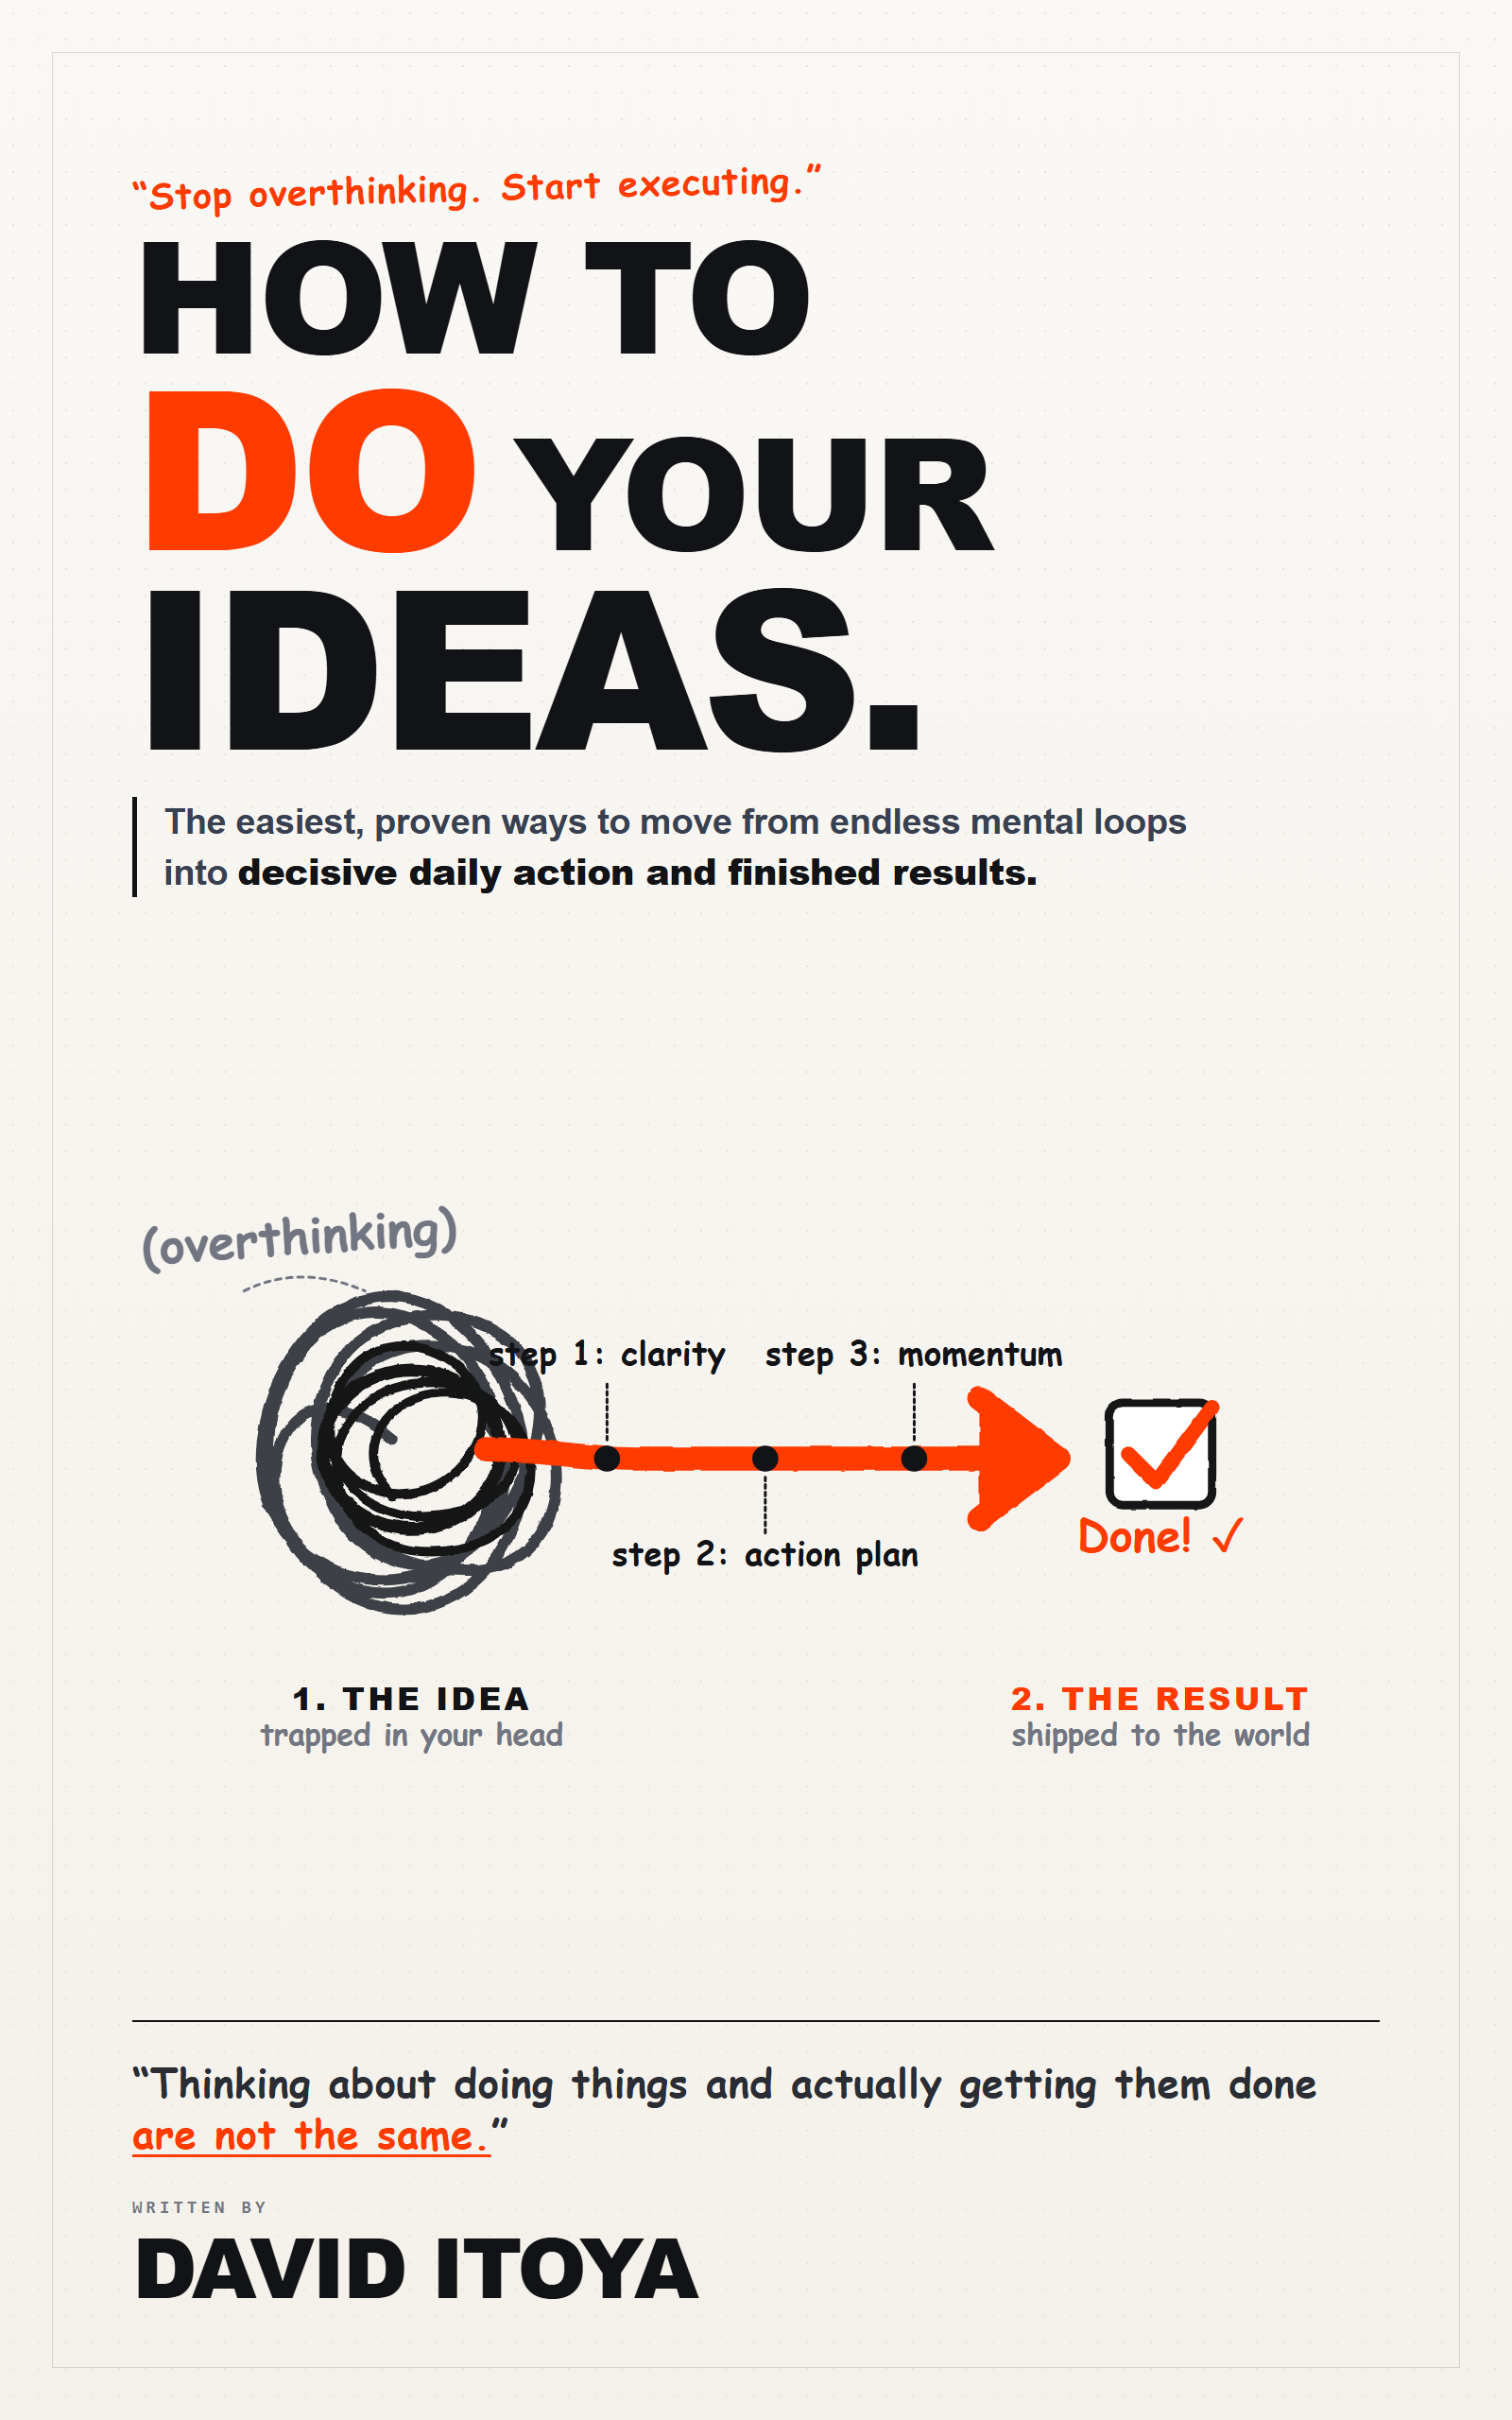 “Stop overthinking. Start executing.”
HOW TO
DO YOUR
IDEAS.
The easiest, proven ways to move from endless mental loops
into decisive daily action and finished results.
(overthinking)
step 1: clarity
step 3: momentum
step 2: action plan
Done! ✓
1. THE IDEA
trapped in your head
2. THE RESULT
shipped to the world
“Thinking about doing things and actually getting them done
are not the same.”
WRITTEN BY
DAVID ITOYA